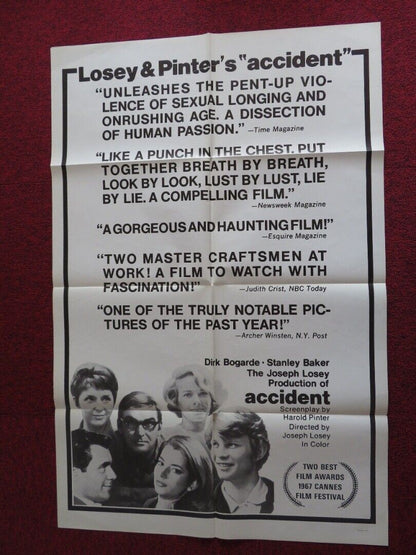 Losey & Pinter's "accident"
"UNLEASHES THE PENT-UP VIO-
LENCE OF SEXUAL LONGING AND
ONRUSHING AGE. A DISSECTION
OF HUMAN PASSION." —Time Magazine
"LIKE A PUNCH IN THE CHEST. PUT
TOGETHER BREATH BY BREATH,
LOOK BY LOOK, LUST BY LUST, LIE
BY LIE. A COMPELLING FILM."
—Newsweek Magazine
"A GORGEOUS AND HAUNTING FILM!"
—Esquire Magazine
"TWO MASTER CRAFTSMEN AT
WORK! A FILM TO WATCH WITH
FASCINATION!" —Judith Crist, NBC Today
"ONE OF THE TRULY NOTABLE PIC-
TURES OF THE PAST YEAR!"
—Archer Winsten, N.Y. Post
Dirk Bogarde · Stanley Baker
The Joseph Losey
Production of
accident
Screenplay by
Harold Pinter
Directed by
Joseph Losey
In Color
TWO BEST
FILM AWARDS
1967 CANNES
FILM FESTIVAL